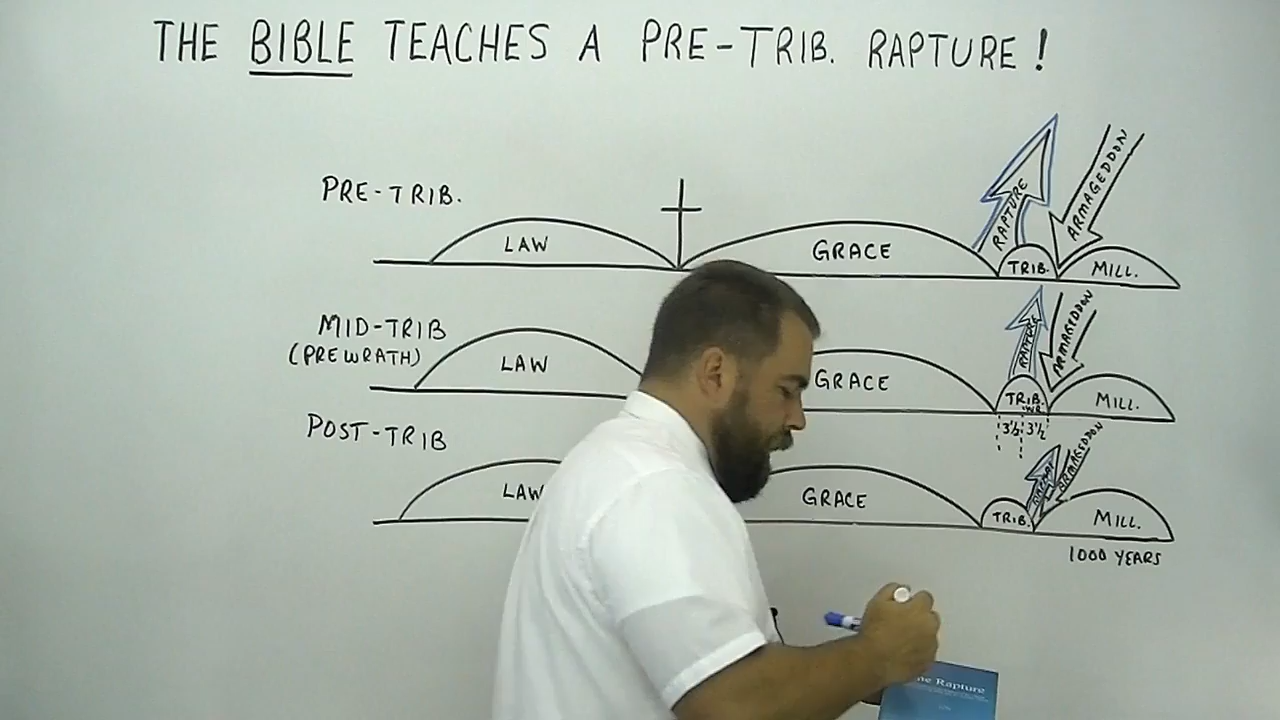 THE BIBLE TEACHES A PRE-TRIB. RAPTURE!
PRE-TRIB.
LAW
GRACE
RAPTURE
TRIB.
ARMAGEDDON
MILL.
MID-TRIB
(PREWRATH)
LAW
GRACE
RAPTURE
TRIB.
WR.
ARMAGEDDON
MILL.
3½ 3½
POST-TRIB
LAW
GRACE
TRIB.
RAPTURE
ARMAGEDDON
MILL.
1000 YEARS
Rapture